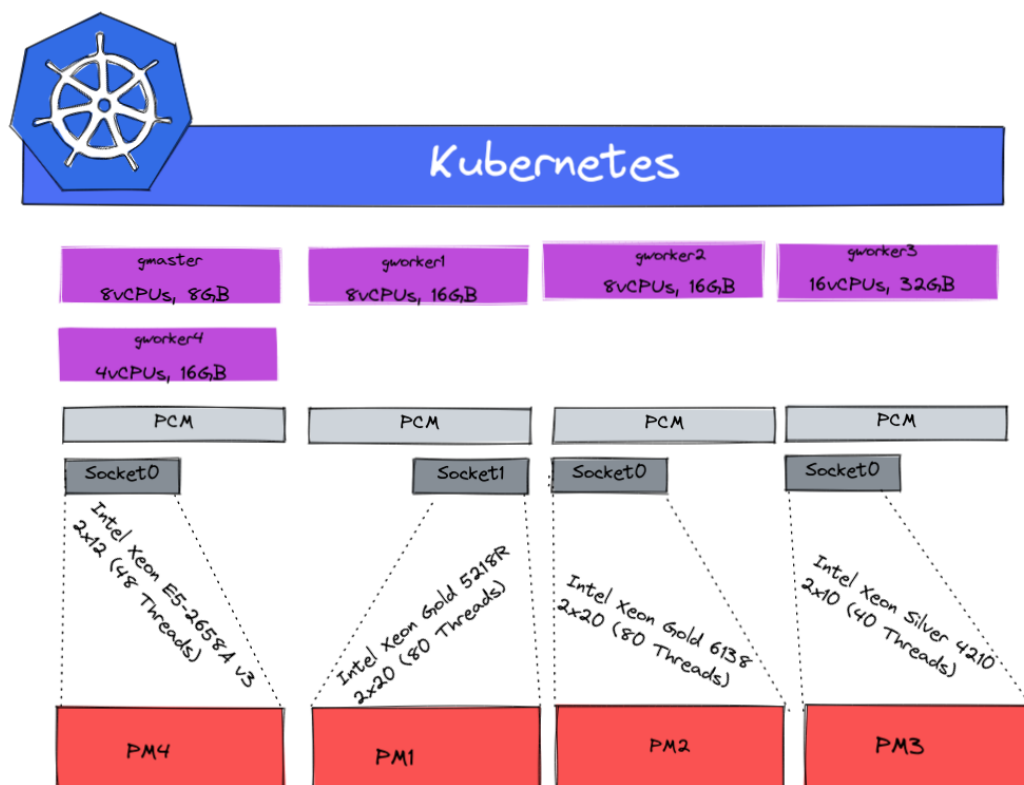 Kubernetes
gmaster
8vCPUs, 8GB
gworker1
8vCPUs, 16GB
gworker2
8vCPUs, 16GB
gworker3
16vCPUs, 32GB
gworker4
4vCPUs, 16GB
PCM
PCM
PCM
PCM
Socket0
Socket1
Socket0
Socket0
Intel Xeon E5-2658A v3
2x12 (48 Threads)
Intel Xeon Gold 5218R
2x20 (80 Threads)
Intel Xeon Gold 6138
2x20 (80 Threads)
Intel Xeon Silver 4210
2x10 (40 Threads)
PM4
PM1
PM2
PM3